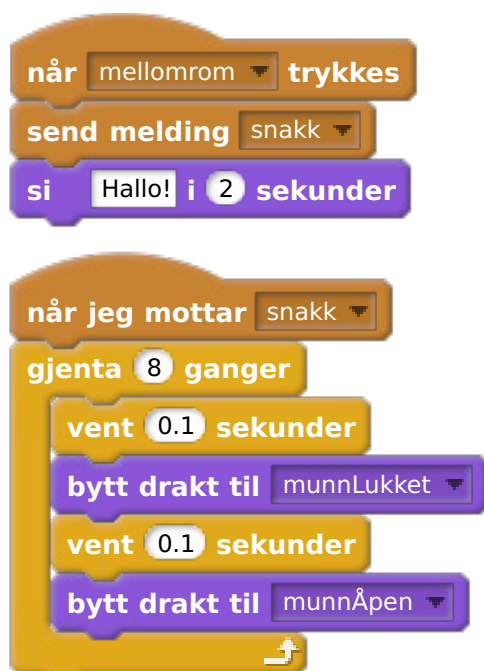 når mellomrom trykkes
send melding snakk
si Hallo! i 2 sekunder
når jeg mottar snakk
gjenta 8 ganger
vent 0.1 sekunder
bytt drakt til munnLukket
vent 0.1 sekunder
bytt drakt til munnÅpen